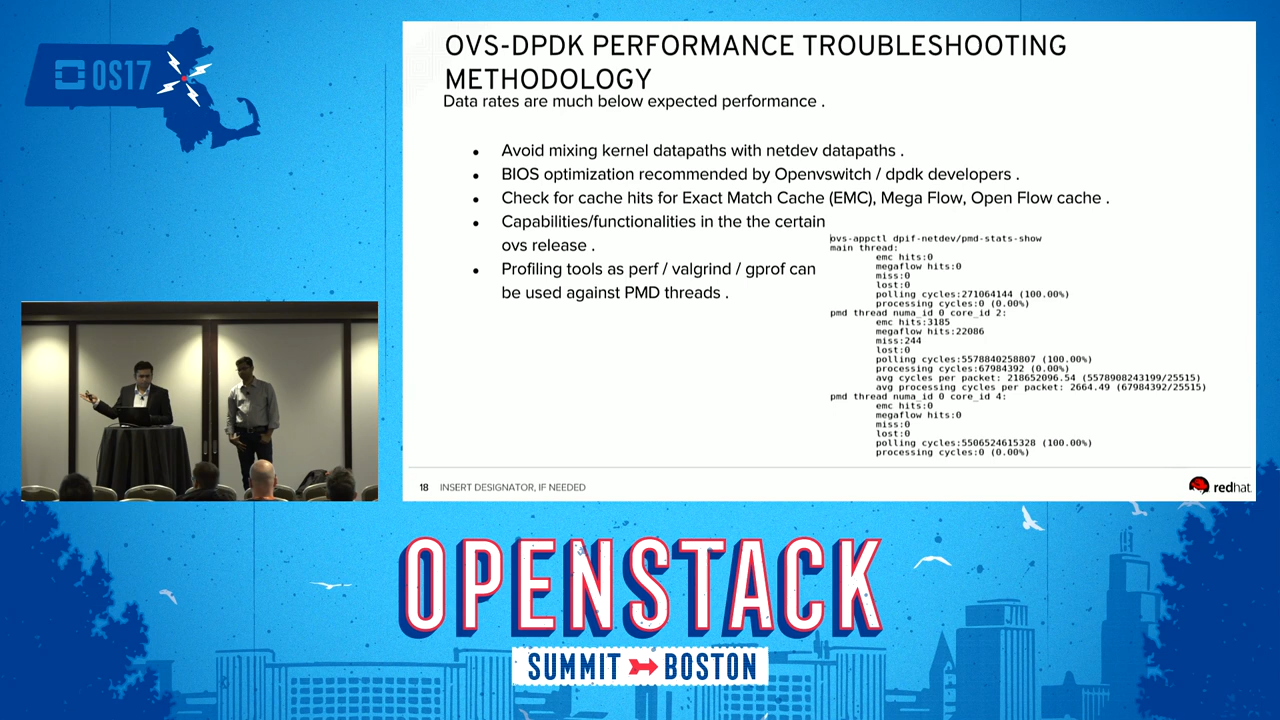 OS17
OVS-DPDK PERFORMANCE TROUBLESHOOTING
METHODOLOGY
Data rates are much below expected performance .
• Avoid mixing kernel datapaths with netdev datapaths .
• BIOS optimization recommended by Openvswitch / dpdk developers .
• Check for cache hits for Exact Match Cache (EMC), Mega Flow, Open Flow cache .
• Capabilities/functionalities in the the certain
ovs release .
• Profiling tools as perf / valgrind / gprof can
be used against PMD threads .
ovs-appctl dpif-netdev/pmd-stats-show
main thread:
emc hits:0
megaflow hits:0
miss:0
lost:0
polling cycles:271064144 (100.00%)
processing cycles:0 (0.00%)
pmd thread numa_id 0 core_id 2:
emc hits:3185
megaflow hits:22086
miss:244
lost:0
polling cycles:5578840258807 (100.00%)
processing cycles:67984392 (0.00%)
avg cycles per packet: 218652096.54 (5578908243199/25515)
avg processing cycles per packet: 2664.49 (67984392/25515)
pmd thread numa_id 0 core_id 4:
emc hits:0
megaflow hits:0
miss:0
lost:0
polling cycles:5506524615328 (100.00%)
processing cycles:0 (0.00%)
18 INSERT DESIGNATOR, IF NEEDED
redhat.
OPENSTACK
SUMMIT BOSTON